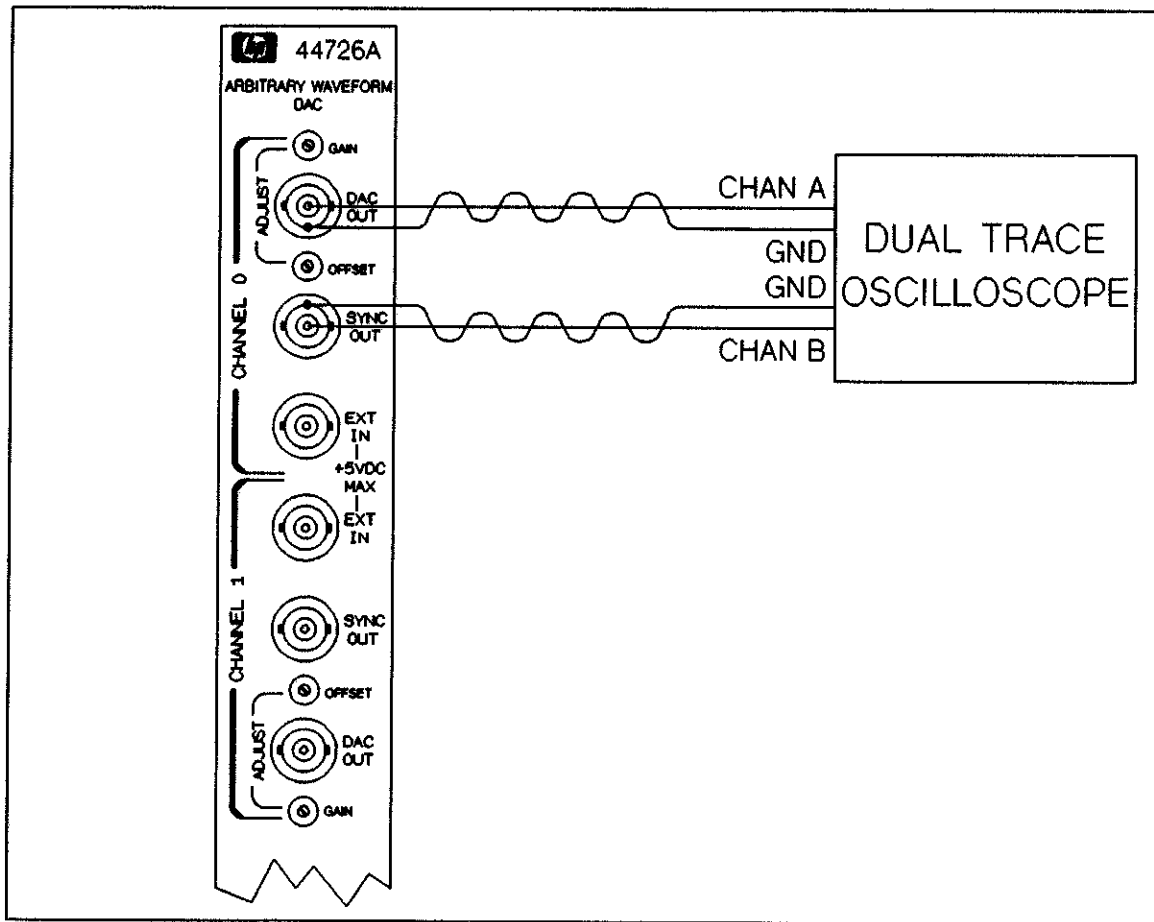 hp 44726A
ARBITRARY WAVEFORM
DAC
GAIN
ADJUST
DAC
OUT
OFFSET
CHANNEL 0
SYNC
OUT
EXT
IN
+5VDC
MAX
EXT
IN
CHANNEL 1
SYNC
OUT
OFFSET
ADJUST
DAC
OUT
GAIN
CHAN A
GND
GND
CHAN B
DUAL TRACE
OSCILLOSCOPE